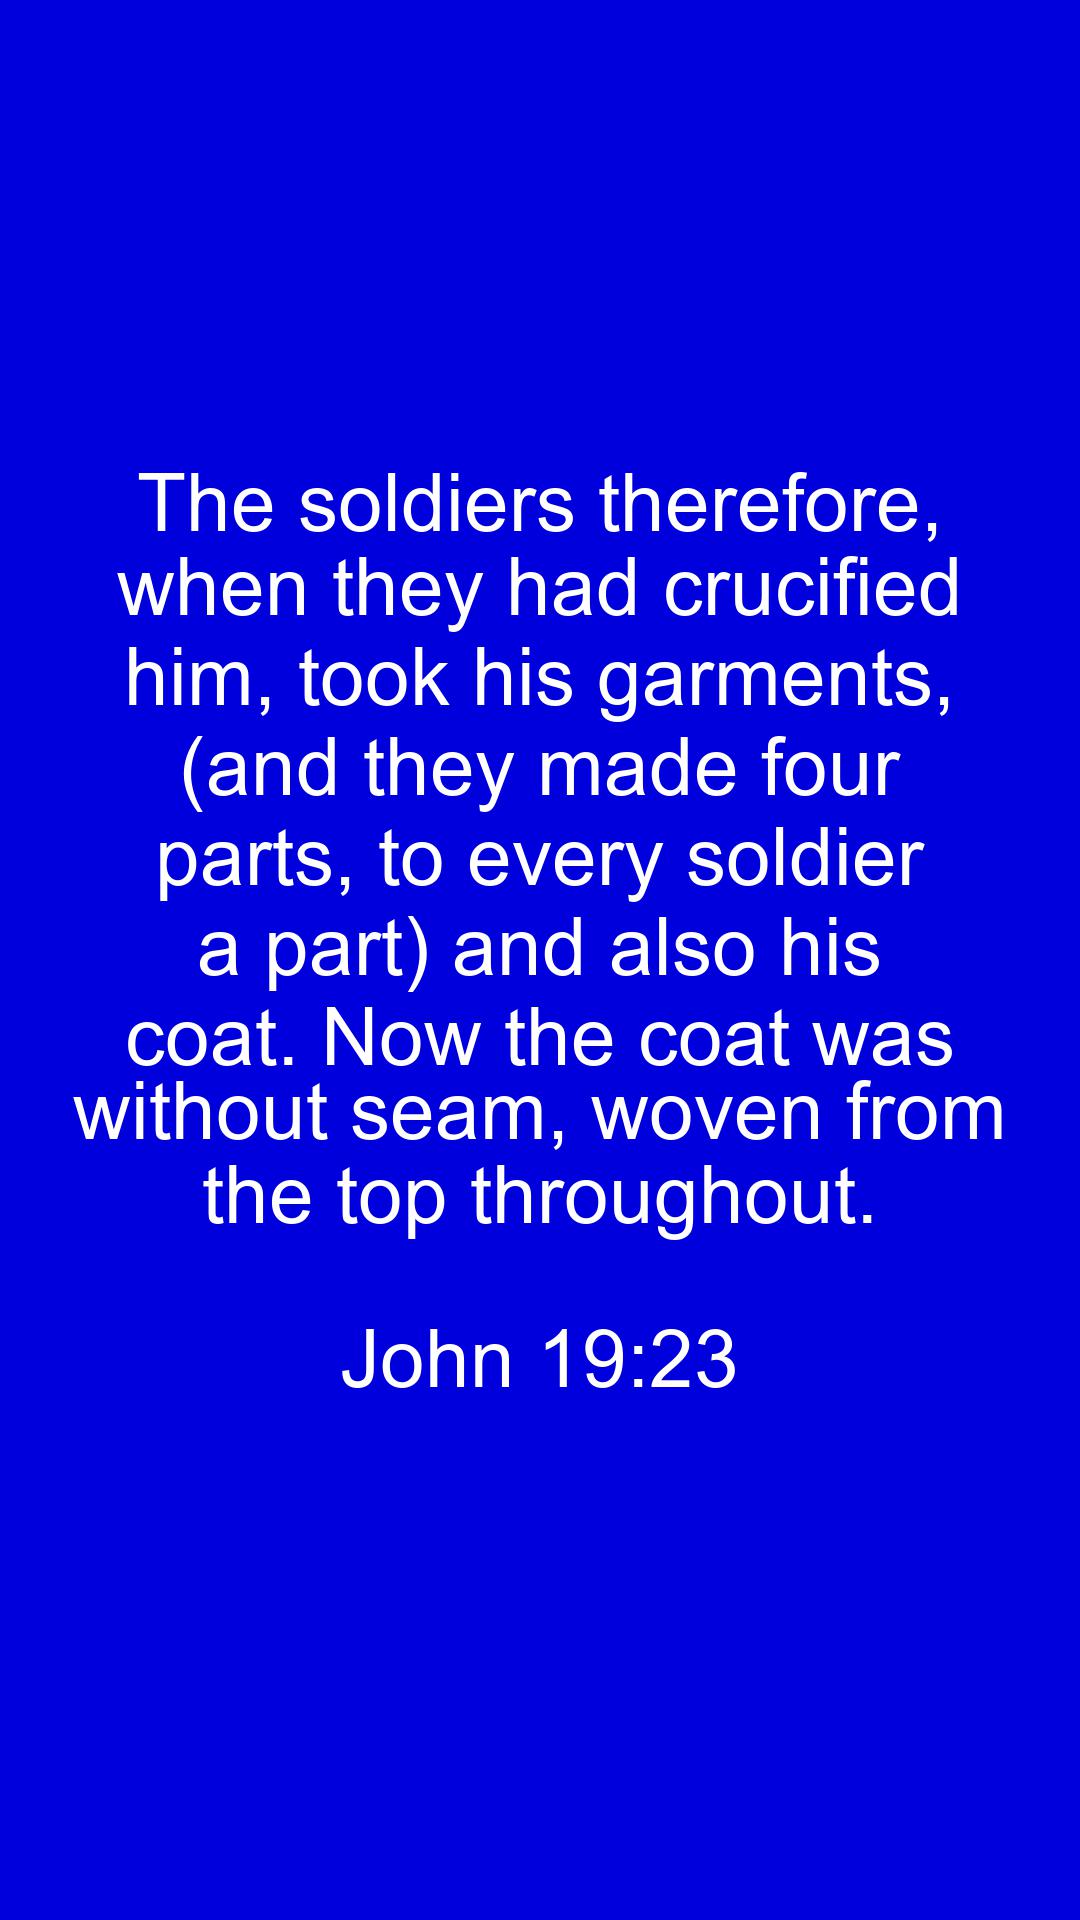 The soldiers therefore,
when they had crucified
him, took his garments,
(and they made four
parts, to every soldier
a part) and also his
coat. Now the coat was
without seam, woven from
the top throughout.
John 19:23